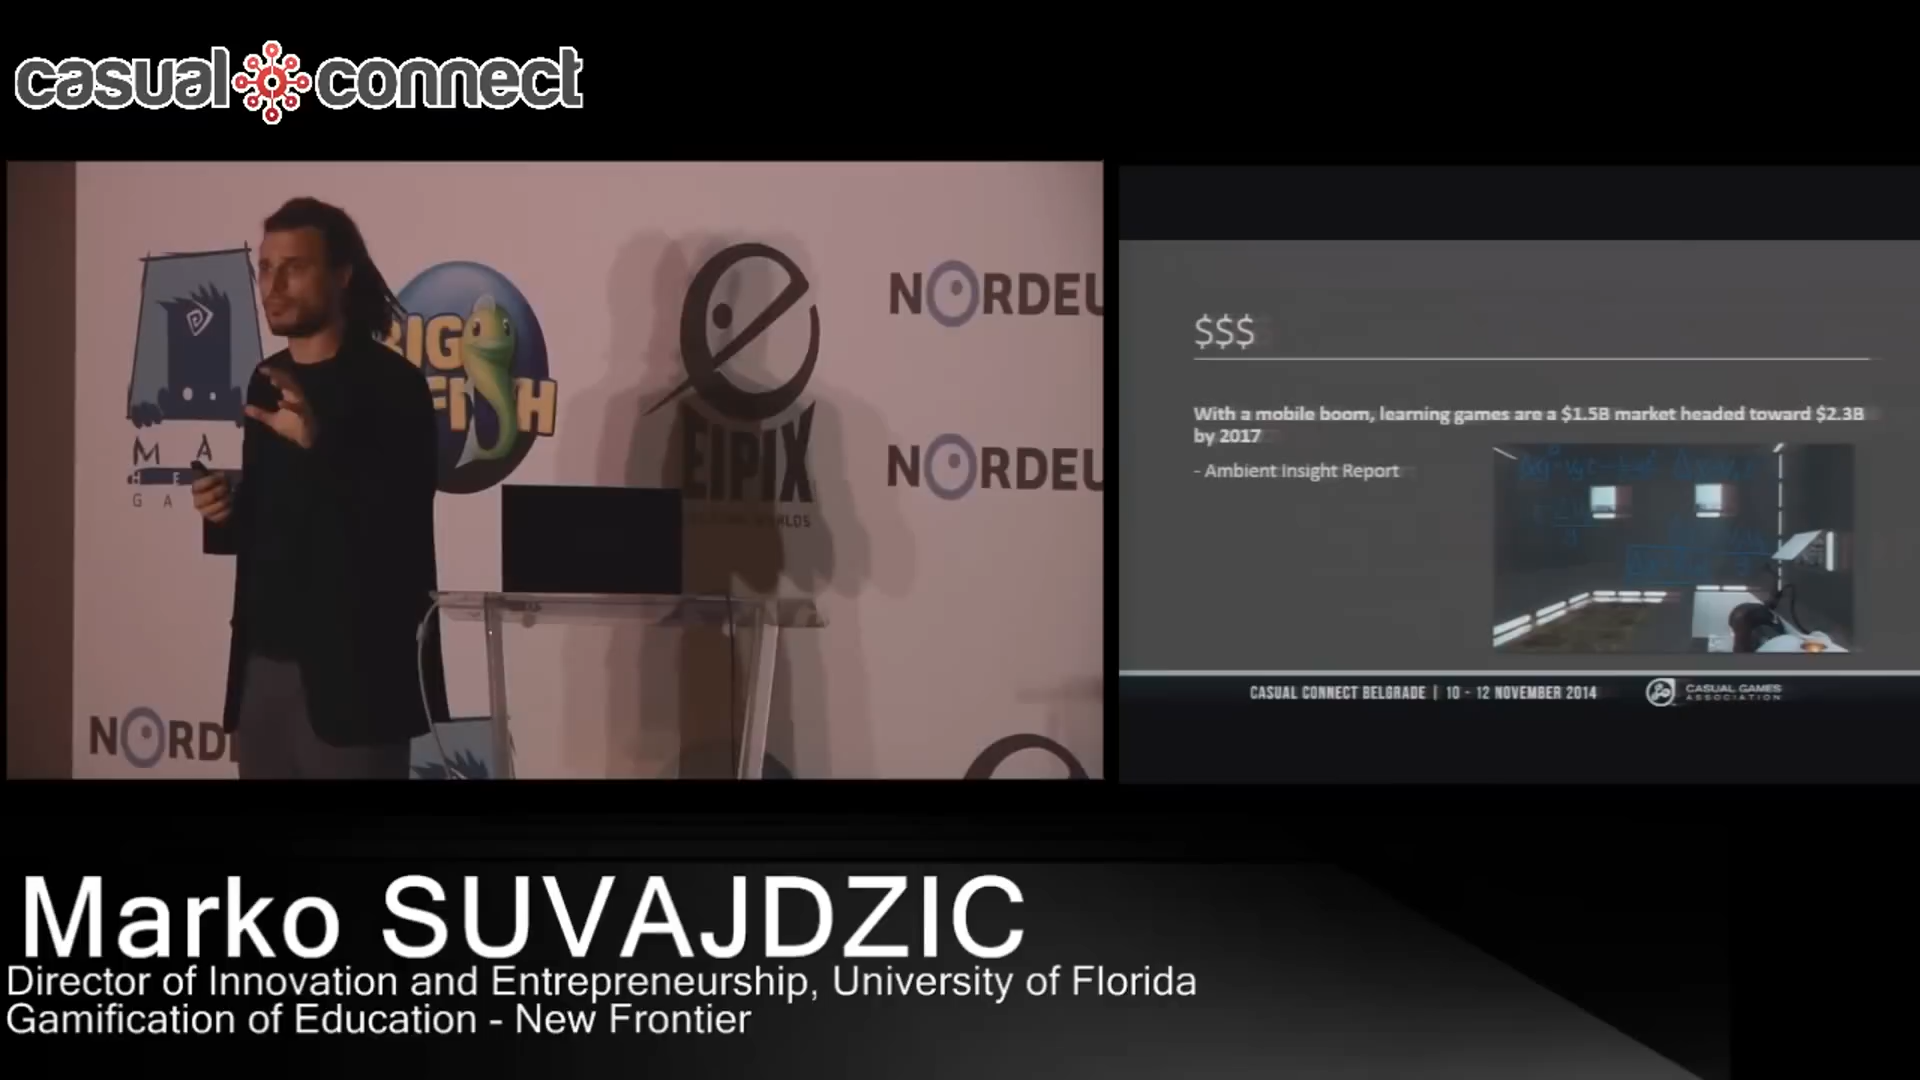 casual connect
BIG
FISH
EIPIX
NORDEU
NORDEU
M A
G A
NORD
$$$
With a mobile boom, learning games are a $1.5B market headed toward $2.3B
by 2017
- Ambient Insight Report
CASUAL CONNECT BELGRADE | 10 - 12 NOVEMBER 2014
CASUAL GAMES
ASSOCIATION
Marko SUVAJDZIC
Director of Innovation and Entrepreneurship, University of Florida
Gamification of Education - New Frontier